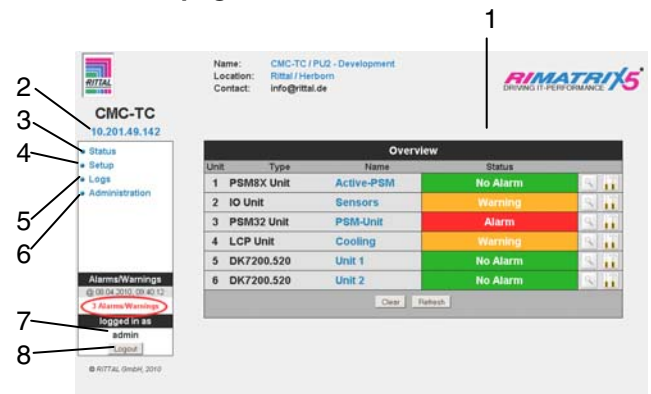 1
RITTAL
Name: CMC-TC / PU2 - Development
Location: Rittal / Herborn
Contact: info@rittal.de
RIMATRIX5
DRIVING IT-PERFORMANCE
2
CMC-TC
10.201.49.142
3
Status
4
Setup
5
Logs
6
Administration
Overview
Unit Type Name Status
1 PSM8X Unit Active-PSM No Alarm
2 IO Unit Sensors Warning
3 PSM32 Unit PSM-Unit Alarm
4 LCP Unit Cooling Warning
5 DK7200.520 Unit 1 No Alarm
6 DK7200.520 Unit 2 No Alarm
Clear Refresh
Alarms/Warnings
@ 08.04.2010, 09:40:12
3 Alarms/Warnings
logged in as
7
admin
8
Logout
© RITTAL GmbH, 2010